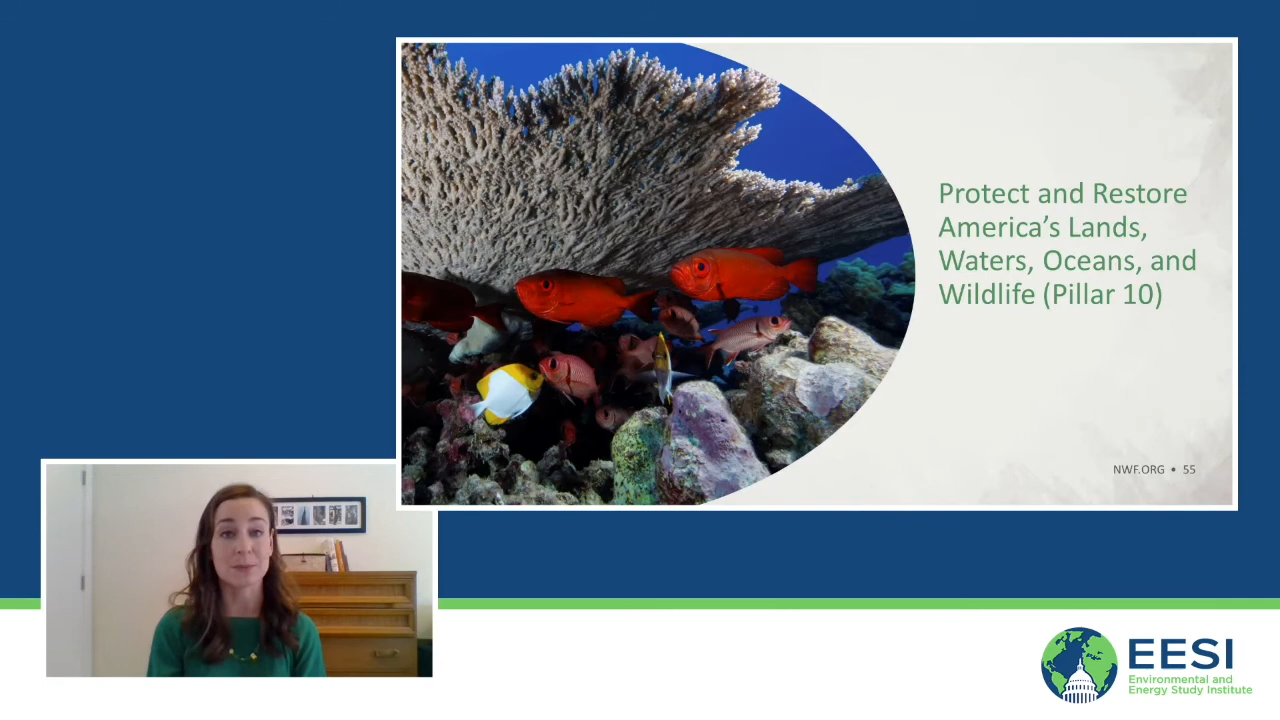 Protect and Restore
America’s Lands,
Waters, Oceans, and
Wildlife (Pillar 10)
NWF.ORG • 55
EESI
Environmental and
Energy Study Institute